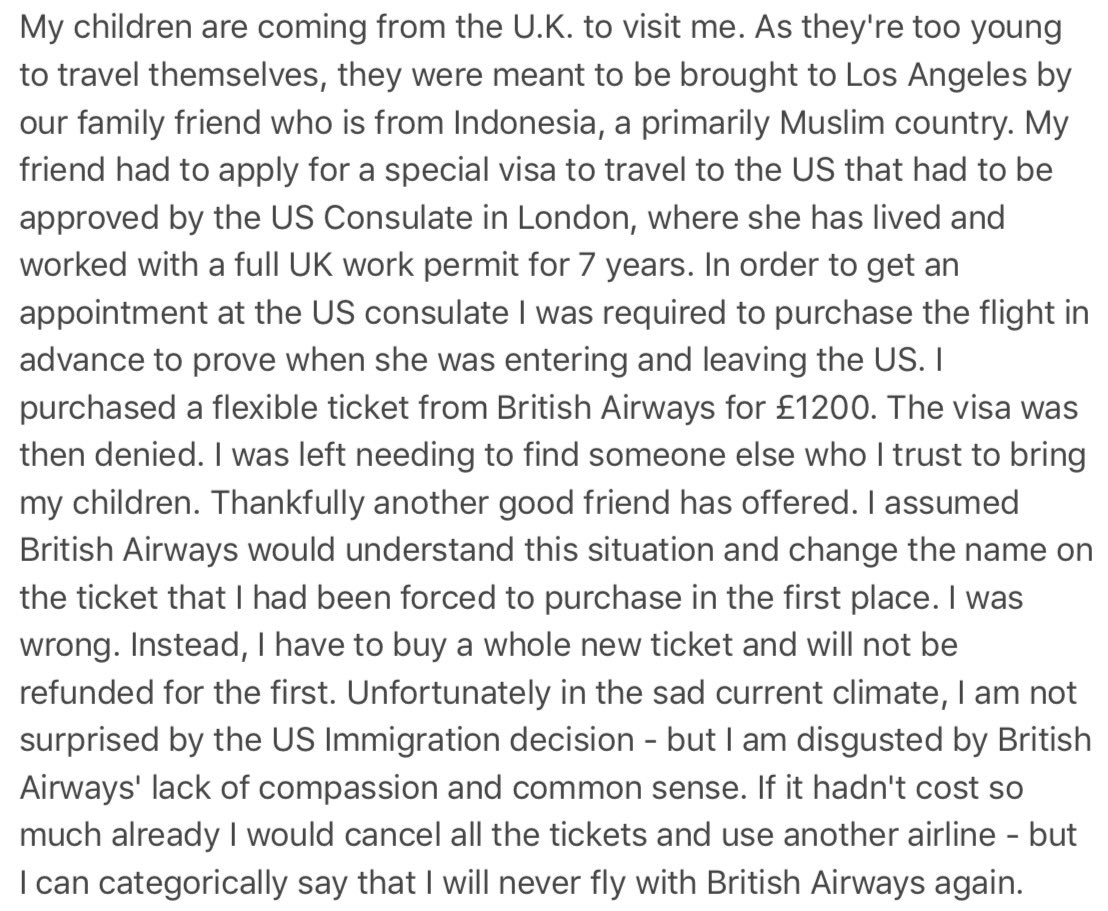 My children are coming from the U.K. to visit me. As they're too young
to travel themselves, they were meant to be brought to Los Angeles by
our family friend who is from Indonesia, a primarily Muslim country. My
friend had to apply for a special visa to travel to the US that had to be
approved by the US Consulate in London, where she has lived and
worked with a full UK work permit for 7 years. In order to get an
appointment at the US consulate I was required to purchase the flight in
advance to prove when she was entering and leaving the US. I
purchased a flexible ticket from British Airways for £1200. The visa was
then denied. I was left needing to find someone else who I trust to bring
my children. Thankfully another good friend has offered. I assumed
British Airways would understand this situation and change the name on
the ticket that I had been forced to purchase in the first place. I was
wrong. Instead, I have to buy a whole new ticket and will not be
refunded for the first. Unfortunately in the sad current climate, I am not
surprised by the US Immigration decision - but I am disgusted by British
Airways' lack of compassion and common sense. If it hadn't cost so
much already I would cancel all the tickets and use another airline - but
I can categorically say that I will never fly with British Airways again.